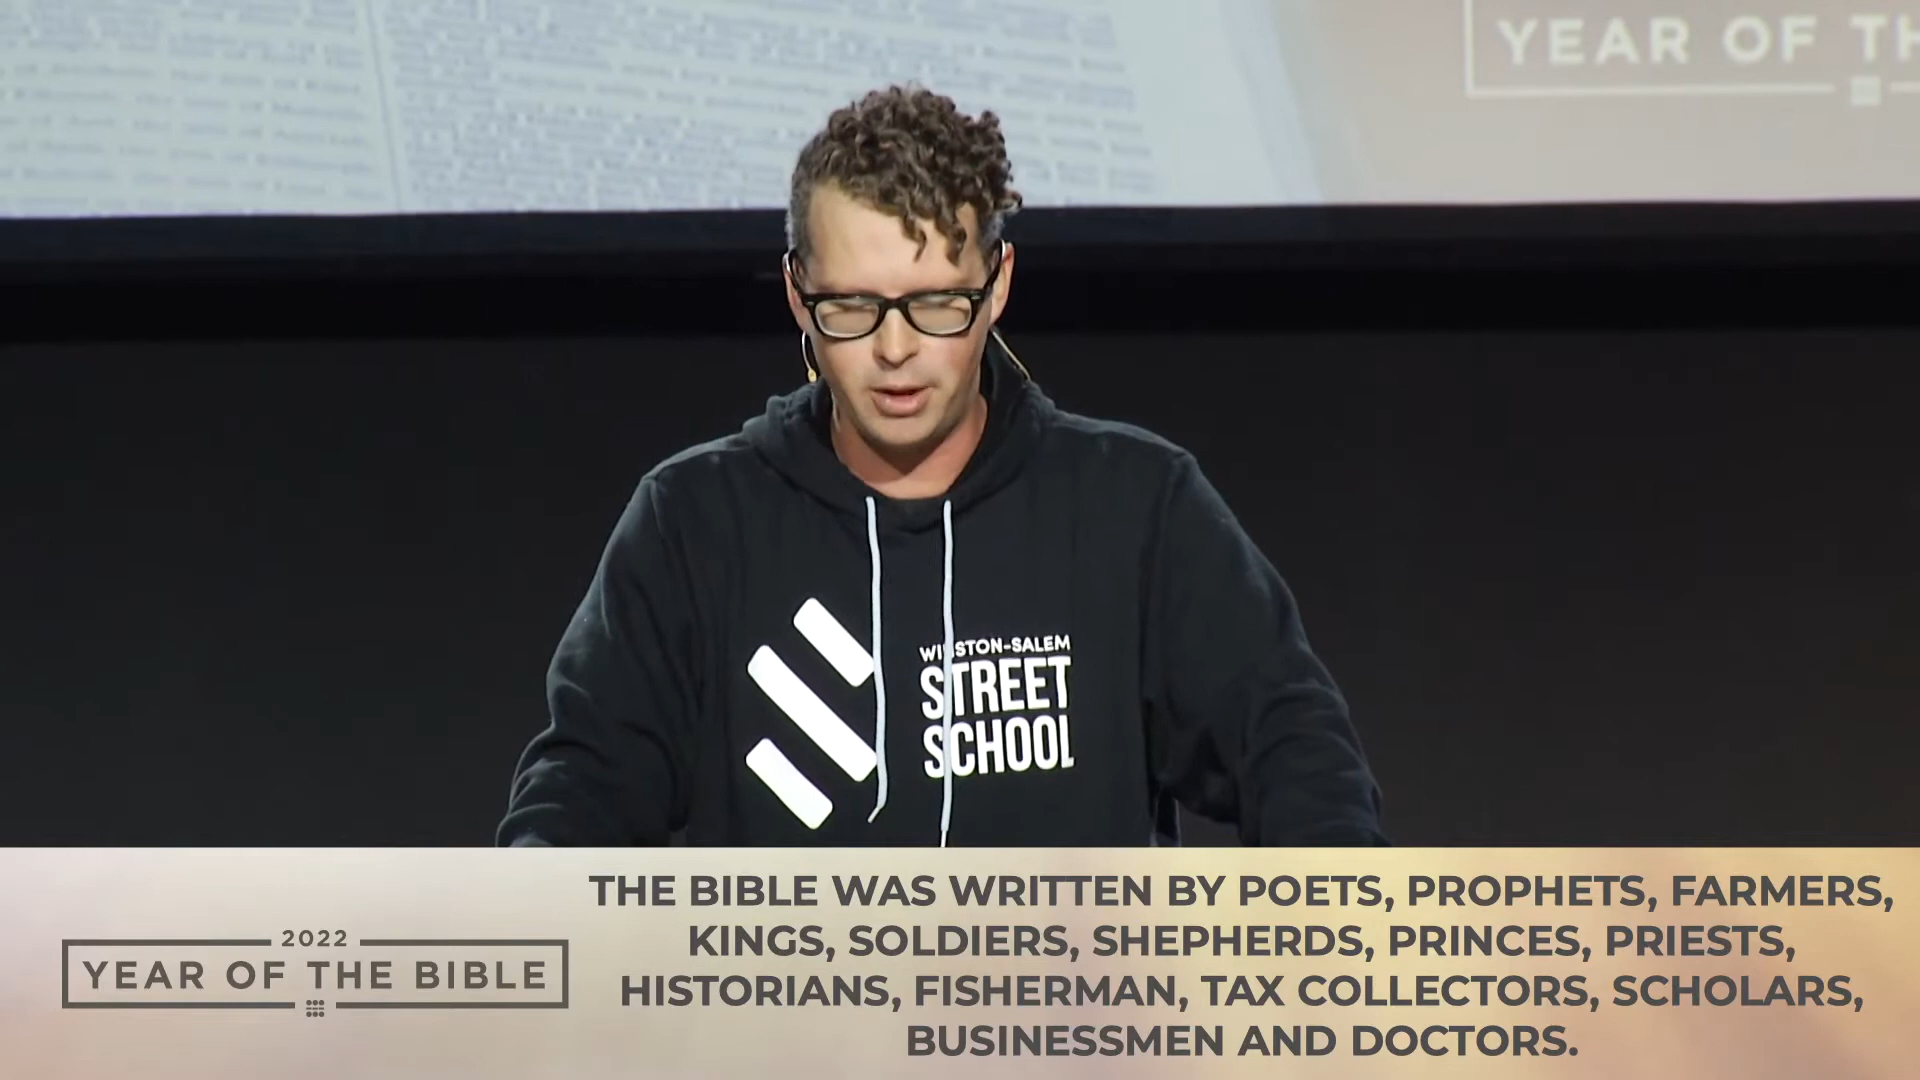 YEAR OF TH
WINSTON-SALEM
STREET
SCHOOL
2022
YEAR OF THE BIBLE
THE BIBLE WAS WRITTEN BY POETS, PROPHETS, FARMERS,
KINGS, SOLDIERS, SHEPHERDS, PRINCES, PRIESTS,
HISTORIANS, FISHERMAN, TAX COLLECTORS, SCHOLARS,
BUSINESSMEN AND DOCTORS.